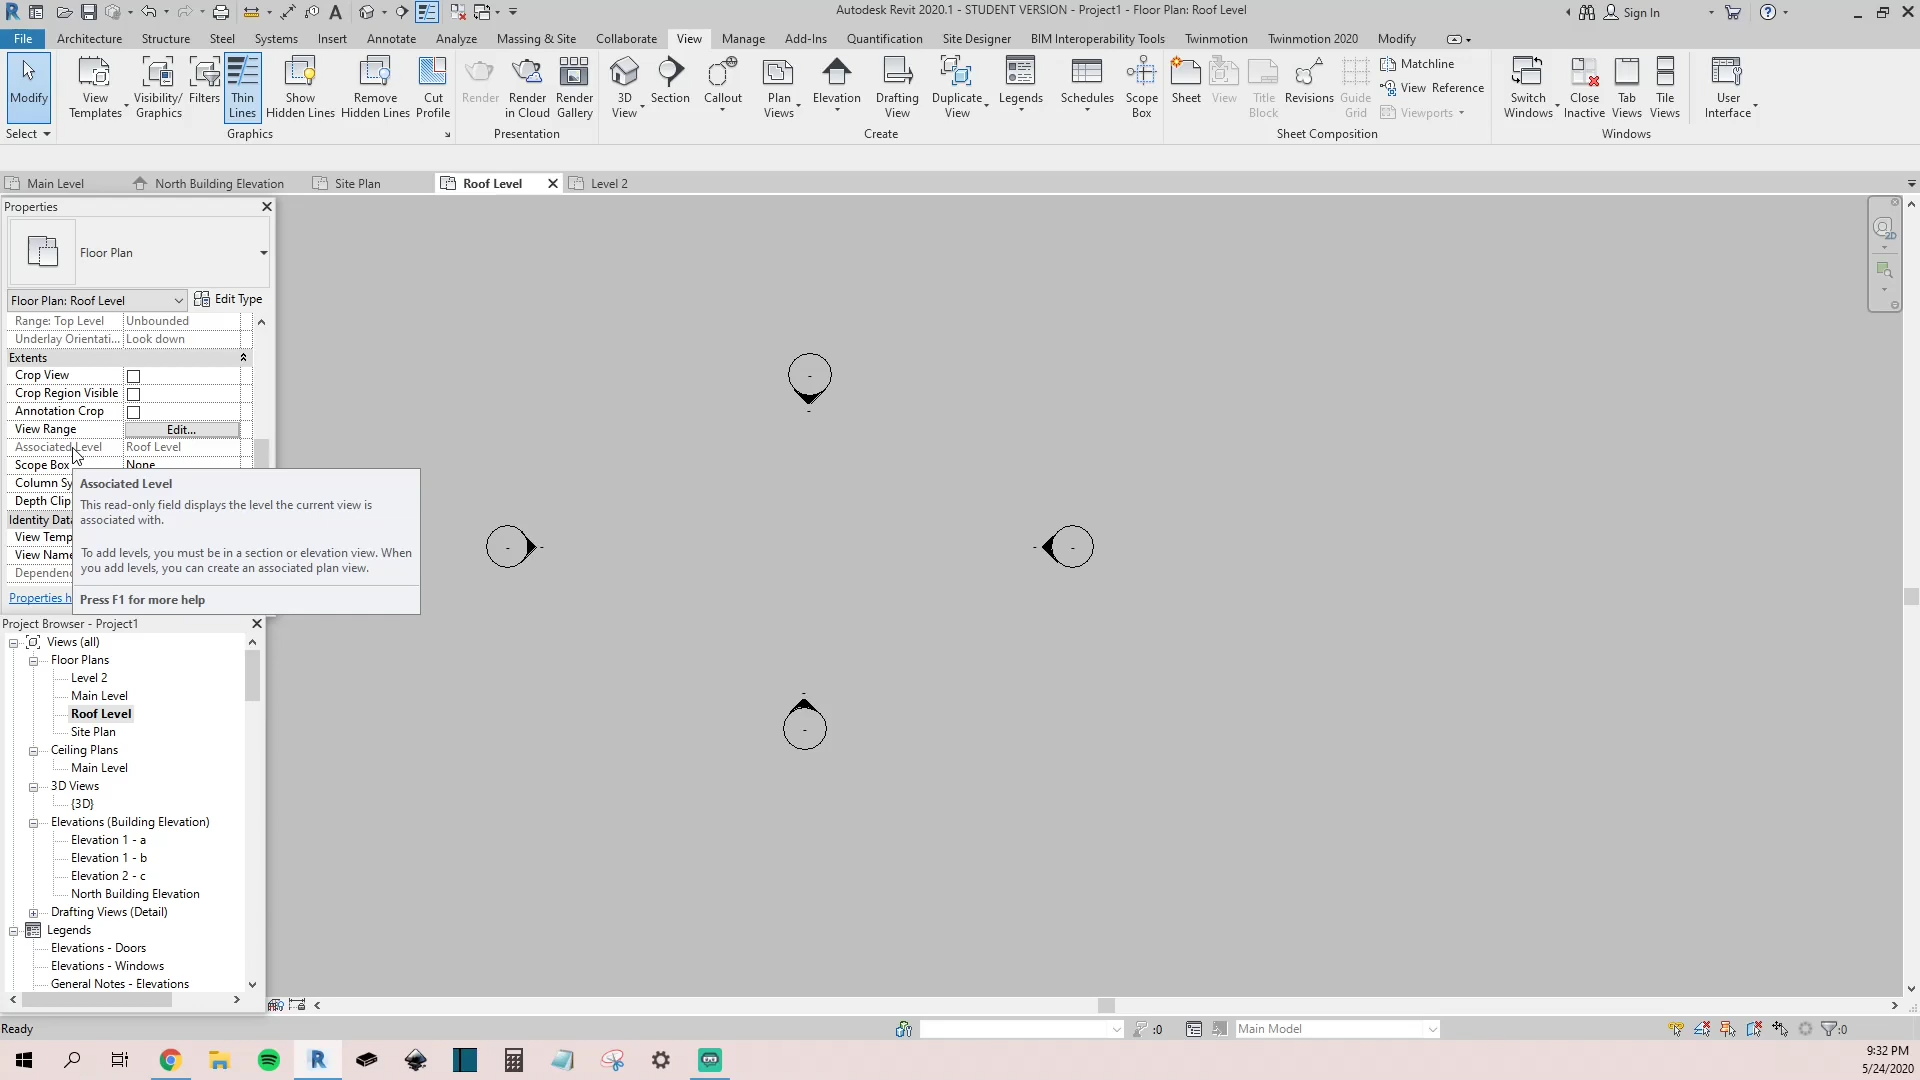 Autodesk Revit 2020.1 - STUDENT VERSION - Project1 - Floor Plan: Roof Level
Sign In
File Architecture Structure Steel Systems Insert Annotate Analyze Massing & Site Collaborate View Manage Add-Ins Quantification Site Designer BIM Interoperability Tools Twinmotion Twinmotion 2020 Modify
Modify
View Templates
Visibility/ Graphics
Filters
Thin Lines
Show Hidden Lines
Remove Hidden Lines
Cut Profile
Render
Render in Cloud
Render Gallery
3D View
Section
Callout
Plan Views
Elevation
Drafting View
Duplicate View
Legends
Schedules
Scope Box
Sheet
View
Title Block
Revisions
Guide Grid
Matchline
View Reference
Viewports
Switch Windows
Close Inactive
Tab Views
Tile Views
User Interface
Select Graphics Presentation Create Sheet Composition Windows
Main Level North Building Elevation Site Plan Roof Level Level 2
Properties
Floor Plan
Floor Plan: Roof Level Edit Type
Range: Top Level Unbounded
Underlay Orientati... Look down
Extents
Crop View
Crop Region Visible
Annotation Crop
View Range Edit...
Associated Level Roof Level
Scope Box None
Column Sy
Depth Clip
Identity Data
View Temp
View Name
Dependenc
Properties h
Associated Level
This read-only field displays the level the current view is
associated with.
To add levels, you must be in a section or elevation view. When
you add levels, you can create an associated plan view.
Press F1 for more help
Project Browser - Project1
Views (all)
Floor Plans
Level 2
Main Level
Roof Level
Site Plan
Ceiling Plans
Main Level
3D Views
{3D}
Elevations (Building Elevation)
Elevation 1 - a
Elevation 1 - b
Elevation 2 - c
North Building Elevation
Drafting Views (Detail)
Legends
Elevations - Doors
Elevations - Windows
General Notes - Elevations
2D
Ready :0 Main Model :0
9:32 PM
5/24/2020